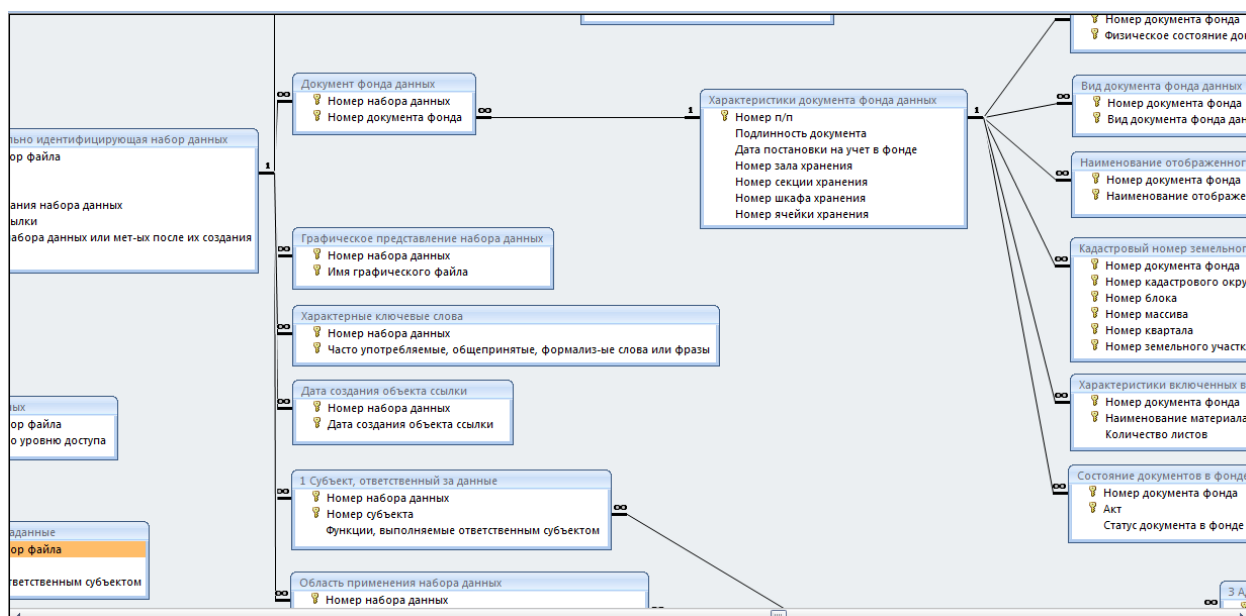 льно идентифицирующая набор данных
ор файла
ания набора данных
ылки
абора данных или мет-ых после их создания
ых
ор файла
о уровню доступа
аданные
ор файла
тветственным субъектом
1
Документ фонда данных
Номер набора данных
Номер документа фонда
∞
∞
1
Графическое представление набора данных
Номер набора данных
Имя графического файла
∞
Характерные ключевые слова
Номер набора данных
Часто употребляемые, общепринятые, формализ-ые слова или фразы
∞
Дата создания объекта ссылки
Номер набора данных
Дата создания объекта ссылки
∞
1 Субъект, ответственный за данные
Номер набора данных
Номер субъекта
Функции, выполняемые ответственным субъектом
∞
∞
Область применения набора данных
Номер набора данных
∞
∞
Характеристики документа фонда данных
Номер п/п
Подлинность документа
Дата постановки на учет в фонде
Номер зала хранения
Номер секции хранения
Номер шкафа хранения
Номер ячейки хранения
1
Номер документа фонда
Физическое состояние до
∞
Вид документа фонда данных
Номер документа фонда
Вид документа фонда дан
∞
Наименование отображенног
Номер документа фонда
Наименование отображе
∞
Кадастровый номер земельног
Номер документа фонда
Номер кадастрового окру
Номер блока
Номер массива
Номер квартала
Номер земельного участк
∞
Характеристики включенных в
Номер документа фонда
Наименование материала
Количество листов
∞
Состояние документов в фонде
Номер документа фонда
Акт
Статус документа в фонде
∞
3 А
∞